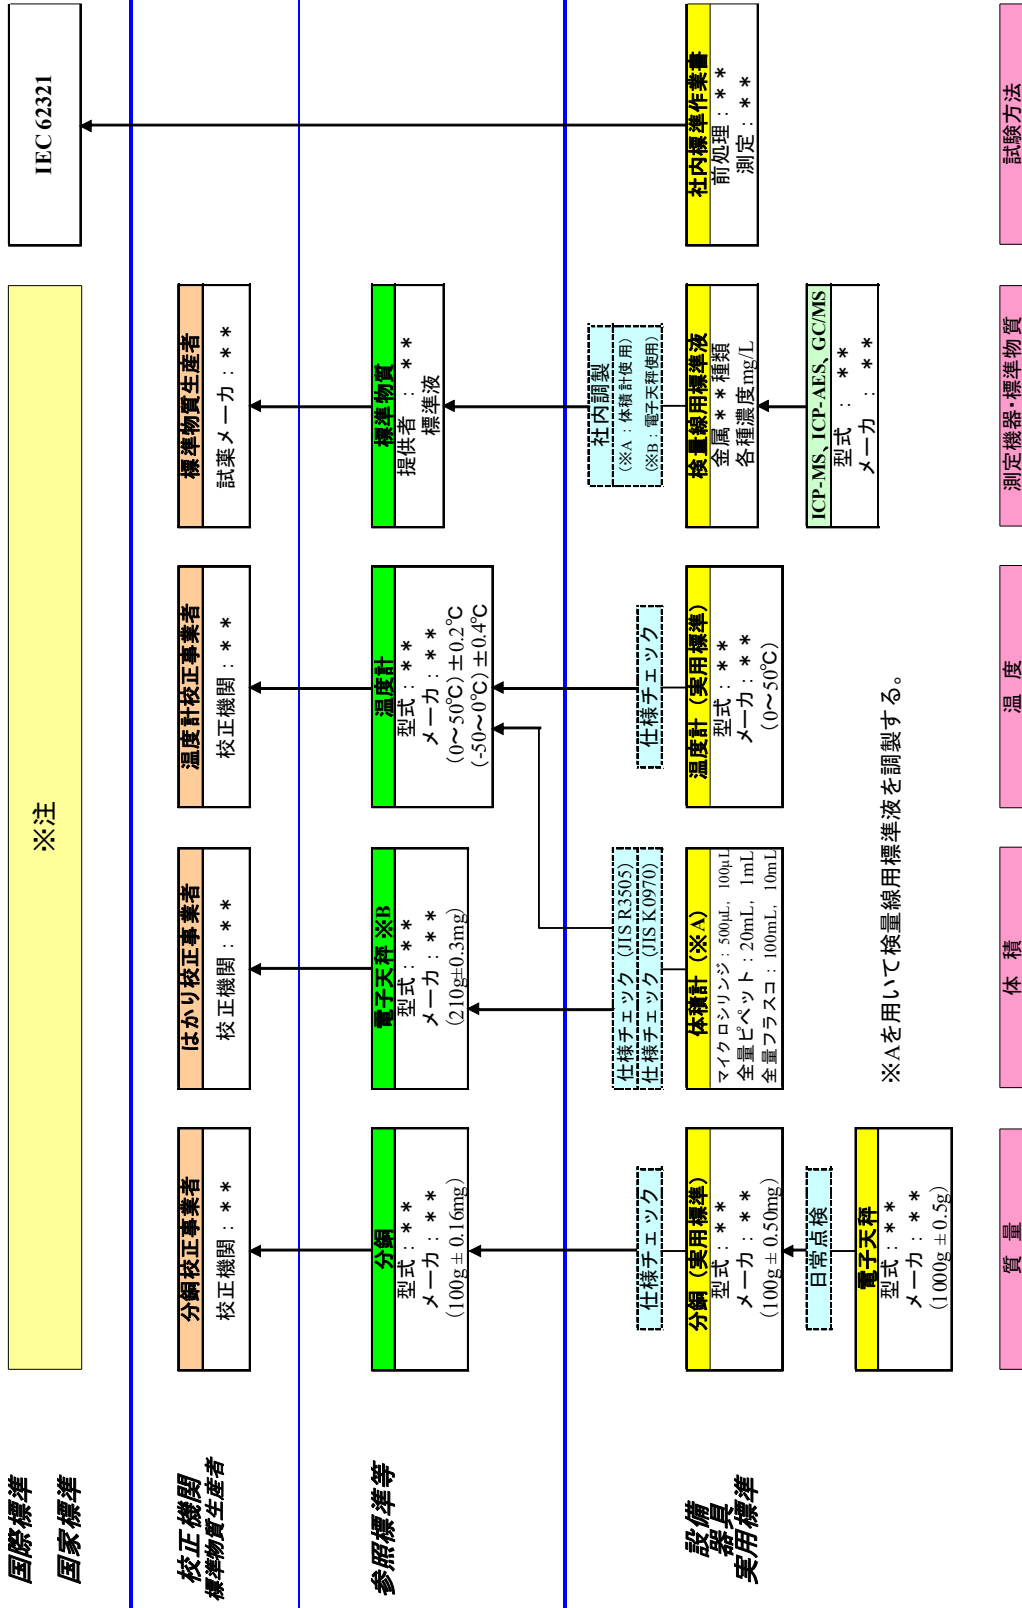 国際標準
国家標準
※注
IEC 62321
校正機関
標準物質生産者
分銅校正事業者
校正機関：＊＊
はかり校正事業者
校正機関：＊＊
温度計校正事業者
校正機関：＊＊
標準物質生産者
試薬メーカ：＊＊
参照標準等
分銅
型式：＊＊
メーカ：＊＊
(100g±0.16mg)
電子天秤 ※B
型式：＊＊
メーカ：＊＊
(210g±0.3mg)
温度計
型式：＊＊
メーカ：＊＊
(0〜50℃)±0.2℃
(-50〜0℃)±0.4℃
標準物質
提供者：＊＊
標準液
設備
器具
実用標準
仕様チェック
分銅（実用標準）
型式：＊＊
メーカ：＊＊
(100g±0.50mg)
日常点検
電子天秤
型式：＊＊
メーカ：＊＊
(1000g±0.5g)
仕様チェック（JIS R3505)
仕様チェック（JIS K0970)
体積計（※A）
マイクロシリンジ：500μL，100μL
全量ピペット：20mL，1mL
全量フラスコ：100mL，10mL
仕様チェック
温度計（実用標準）
型式：＊＊
メーカ：＊＊
(0〜50℃)
社内調製
（※A：体積計使用）
（※B：電子天秤使用）
検量線用標準液
金属＊＊種類
各種濃度mg/L
ICP-MS、ICP-AES、GC/MS
型式：＊＊
メーカ：＊＊
社内標準作業書
前処理：＊＊
測定：＊＊
※Aを用いて検量線用標準液を調製する。
質 量
体 積
温 度
測定機器・標準物質
試験方法